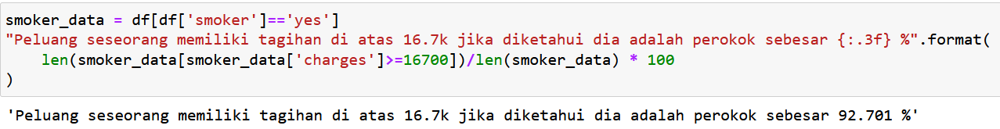 smoker_data = df[df['smoker']=='yes']
"Peluang seseorang memiliki tagihan di atas 16.7k jika diketahui dia adalah perokok sebesar {:.3f} %".format(
    len(smoker_data[smoker_data['charges']>=16700])/len(smoker_data) * 100
)
'Peluang seseorang memiliki tagihan di atas 16.7k jika diketahui dia adalah perokok sebesar 92.701 %'